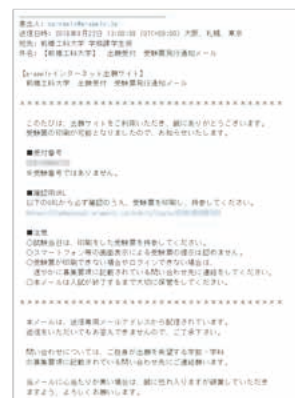 差出人:
送信日時: 2018年8月22日 13:00:00 (UTC+09:00) 大阪、札幌、東京
宛先: 前橋工科大学 学務課学生係
件名: 【前橋工科大学】 出願受付 受験票発行通知メール
インターネット出願サイト】
前橋工科大学 出願受付 受験票発行通知メール
このたびは、出願サイトをご利用いただき、誠にありがとうございます。
受験票の印刷が可能となりましたので、お知らせいたします。
■受付番号
※受験番号ではありません。
■確認用URL
以下のURLから必ず確認のうえ、受験票を印刷し、持参してください。
■注意
○試験当日は、印刷をした受験票を持参してください。
○スマートフォン等の画面表示による受験票の提示は認めません。
○受験票が印刷できない場合やログインできない場合は、
速やかに募集要項に記載されている問い合わせ先に連絡をしてください。
○本メールは入試が終了するまで大切に保管をしてください。
本メールは、送信専用メールアドレスから配信されています。
返信をいただいてもお答えできませんので、ご了承下さい。
問い合わせについては、ご自身が出願を希望する学部・学科
の募集要項に記載されている問い合わせ先にご連絡願います。
当メールに心当たりが無い場合は、誠に恐れ入りますが破棄していただき
ますよう、よろしくお願いします。